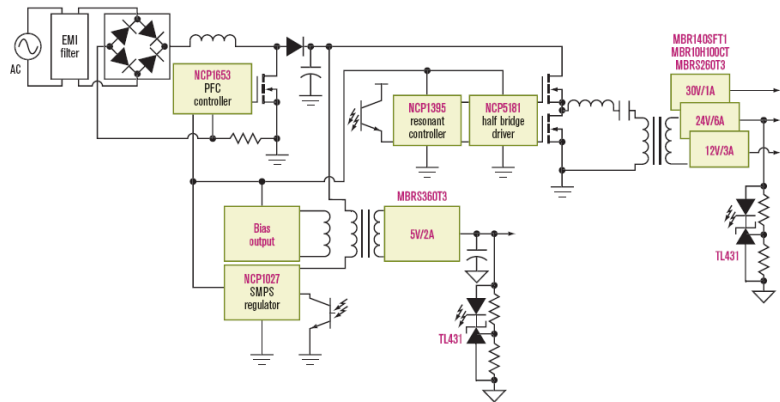 EMI
filter
AC
NCP1653
PFC
controller
NCP1395
resonant
controller
NCP5181
half bridge
driver
MBR140SFT1
MBR10H100CT
MBRS260T3
30V/1A
24V/6A
12V/3A
TL431
Bias
output
MBRS360T3
5V/2A
NCP1027
SMPS
regulator
TL431